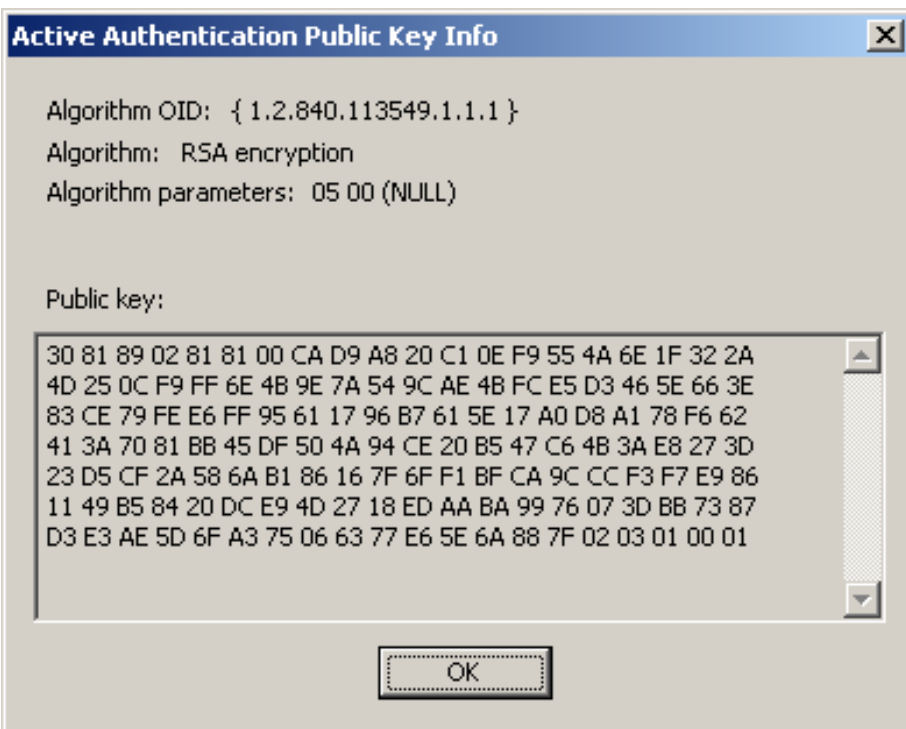 Active Authentication Public Key Info
Algorithm OID: { 1.2.840.113549.1.1.1 }
Algorithm: RSA encryption
Algorithm parameters: 05 00 (NULL)
Public key:
30 81 89 02 81 81 00 CA D9 A8 20 C1 0E F9 55 4A 6E 1F 32 2A
4D 25 0C F9 FF 6E 4B 9E 7A 54 9C AE 4B FC E5 D3 46 5E 66 3E
83 CE 79 FE E6 FF 95 61 17 96 B7 61 5E 17 A0 D8 A1 78 F6 62
41 3A 70 81 BB 45 DF 50 4A 94 CE 20 B5 47 C6 4B 3A E8 27 3D
23 D5 CF 2A 58 6A B1 86 16 7F 6F F1 BF CA 9C CC F3 F7 E9 86
11 49 B5 84 20 DC E9 4D 27 18 ED AA BA 99 76 07 3D BB 73 87
D3 E3 AE 5D 6F A3 75 06 63 77 E6 5E 6A 88 7F 02 03 01 00 01
OK